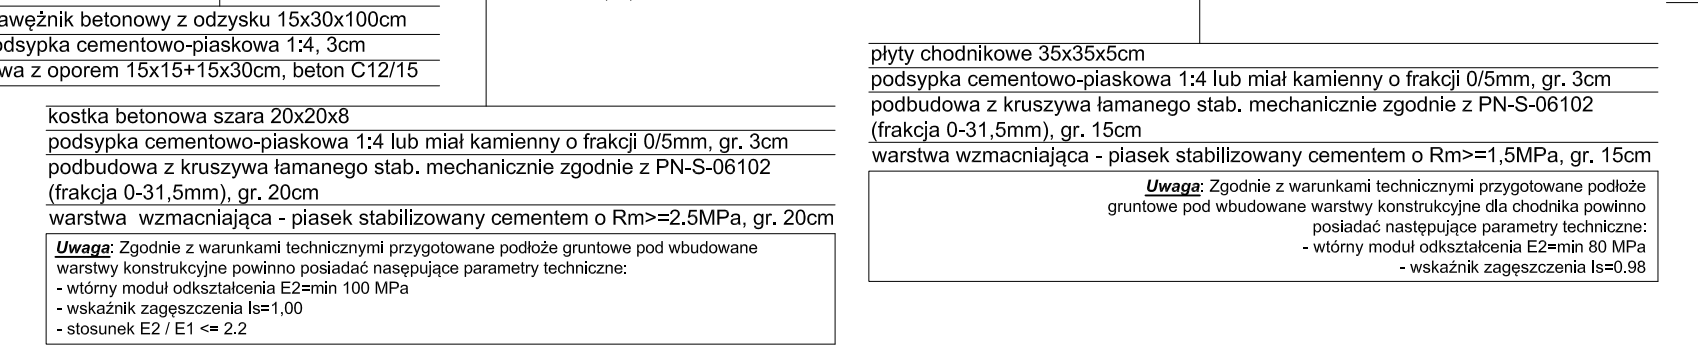 awężnik betonowy z odzysku 15x30x100cm
odsypka cementowo-piaskowa 1:4, 3cm
wa z oporem 15x15+15x30cm, beton C12/15
kostka betonowa szara 20x20x8
podsypka cementowo-piaskowa 1:4 lub miał kamienny o frakcji 0/5mm, gr. 3cm
podbudowa z kruszywa łamanego stab. mechanicznie zgodnie z PN-S-06102
(frakcja 0-31,5mm), gr. 20cm
warstwa wzmacniająca - piasek stabilizowany cementem o Rm>=2.5MPa, gr. 20cm
Uwaga: Zgodnie z warunkami technicznymi przygotowane podłoże gruntowe pod wbudowane
warstwy konstrukcyjne powinno posiadać nasępujące parametry techniczne:
- wtórny moduł odkształcenia E2=min 100 MPa
- wskaźnik zagęszczenia Is=1,00
- stosunek E2 / E1 <= 2.2
płyty chodnikowe 35x35x5cm
podsypka cementowo-piaskowa 1:4 lub miał kamienny o frakcji 0/5mm, gr. 3cm
podbudowa z kruszywa łamanego stab. mechanicznie zgodnie z PN-S-06102
(frakcja 0-31,5mm), gr. 15cm
warstwa wzmacniająca - piasek stabilizowany cementem o Rm>=1,5MPa, gr. 15cm
Uwaga: Zgodnie z warunkami technicznymi przygotowane podłoże
gruntowe pod wbudowane warstwy konstrukcyjne dla chodnika powinno
posiadać następujące parametry techniczne:
- wtórny moduł odkształcenia E2=min 80 MPa
- wskaźnik zagęszczenia Is=0.98